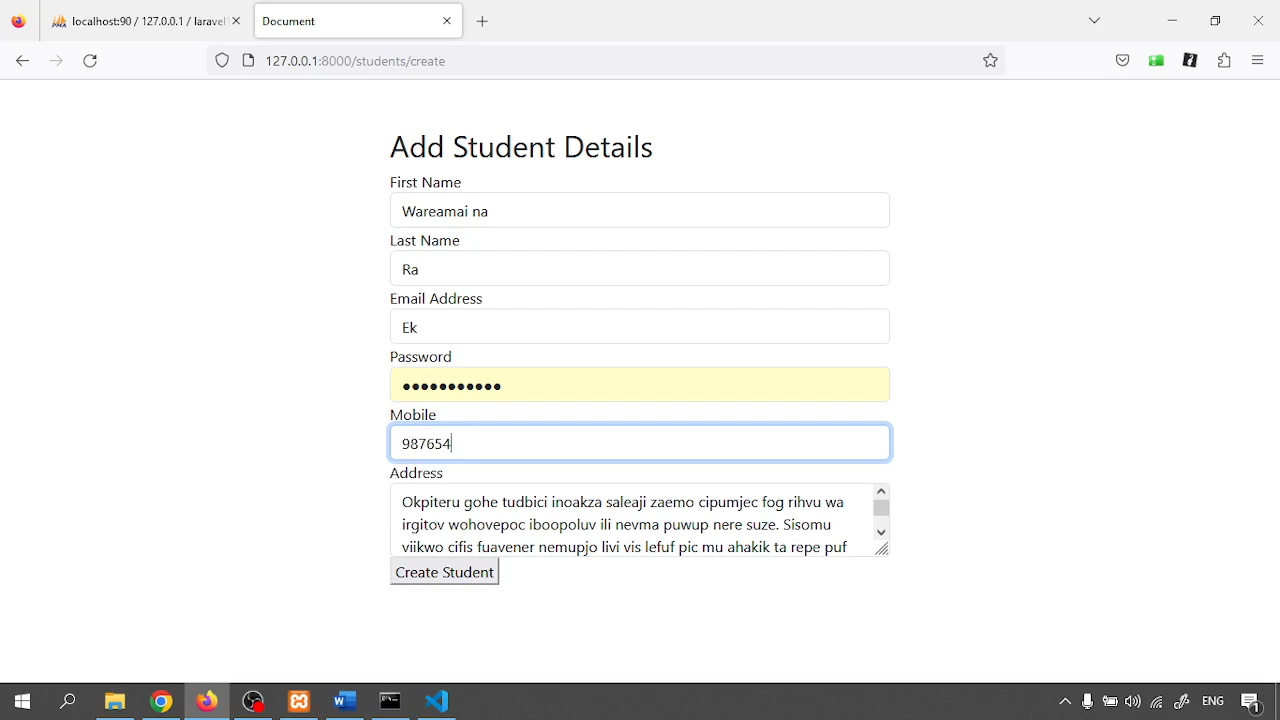 localhost:90 / 127.0.0.1 / laravel
Document
127.0.0.1:8000/students/create
Add Student Details
First Name
Wareamai na
Last Name
Ra
Email Address
Ek
Password
Mobile
987654
Address
Okpiteru gohe tudbici inoakza saleaji zaemo cipumjec fog rihvu wa
irgitov wohovepoc iboopoluv ili nevma puwup nere suze. Sisomu
viikwo cifis fuavener nemupjo livi vis lefuf pic mu ahakik ta repe puf
Create Student
ENG
1